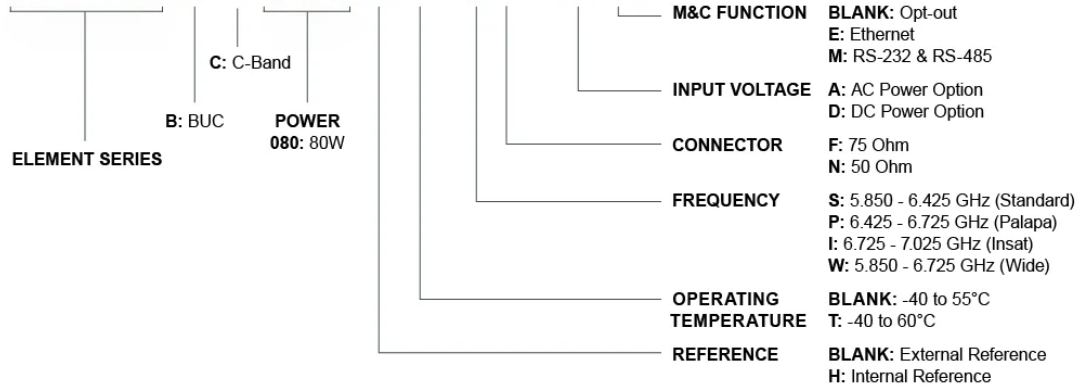 M&C FUNCTION BLANK: Opt-out
E: Ethernet
M: RS-232 & RS-485
C: C-Band
INPUT VOLTAGE A: AC Power Option
D: DC Power Option
B: BUC
POWER
080: 80W
CONNECTOR F: 75 Ohm
N: 50 Ohm
ELEMENT SERIES
FREQUENCY S: 5.850 - 6.425 GHz (Standard)
P: 6.425 - 6.725 GHz (Palapa)
I: 6.725 - 7.025 GHz (Insat)
W: 5.850 - 6.725 GHz (Wide)
OPERATING BLANK: -40 to 55°C
TEMPERATURE T: -40 to 60°C
REFERENCE BLANK: External Reference
H: Internal Reference